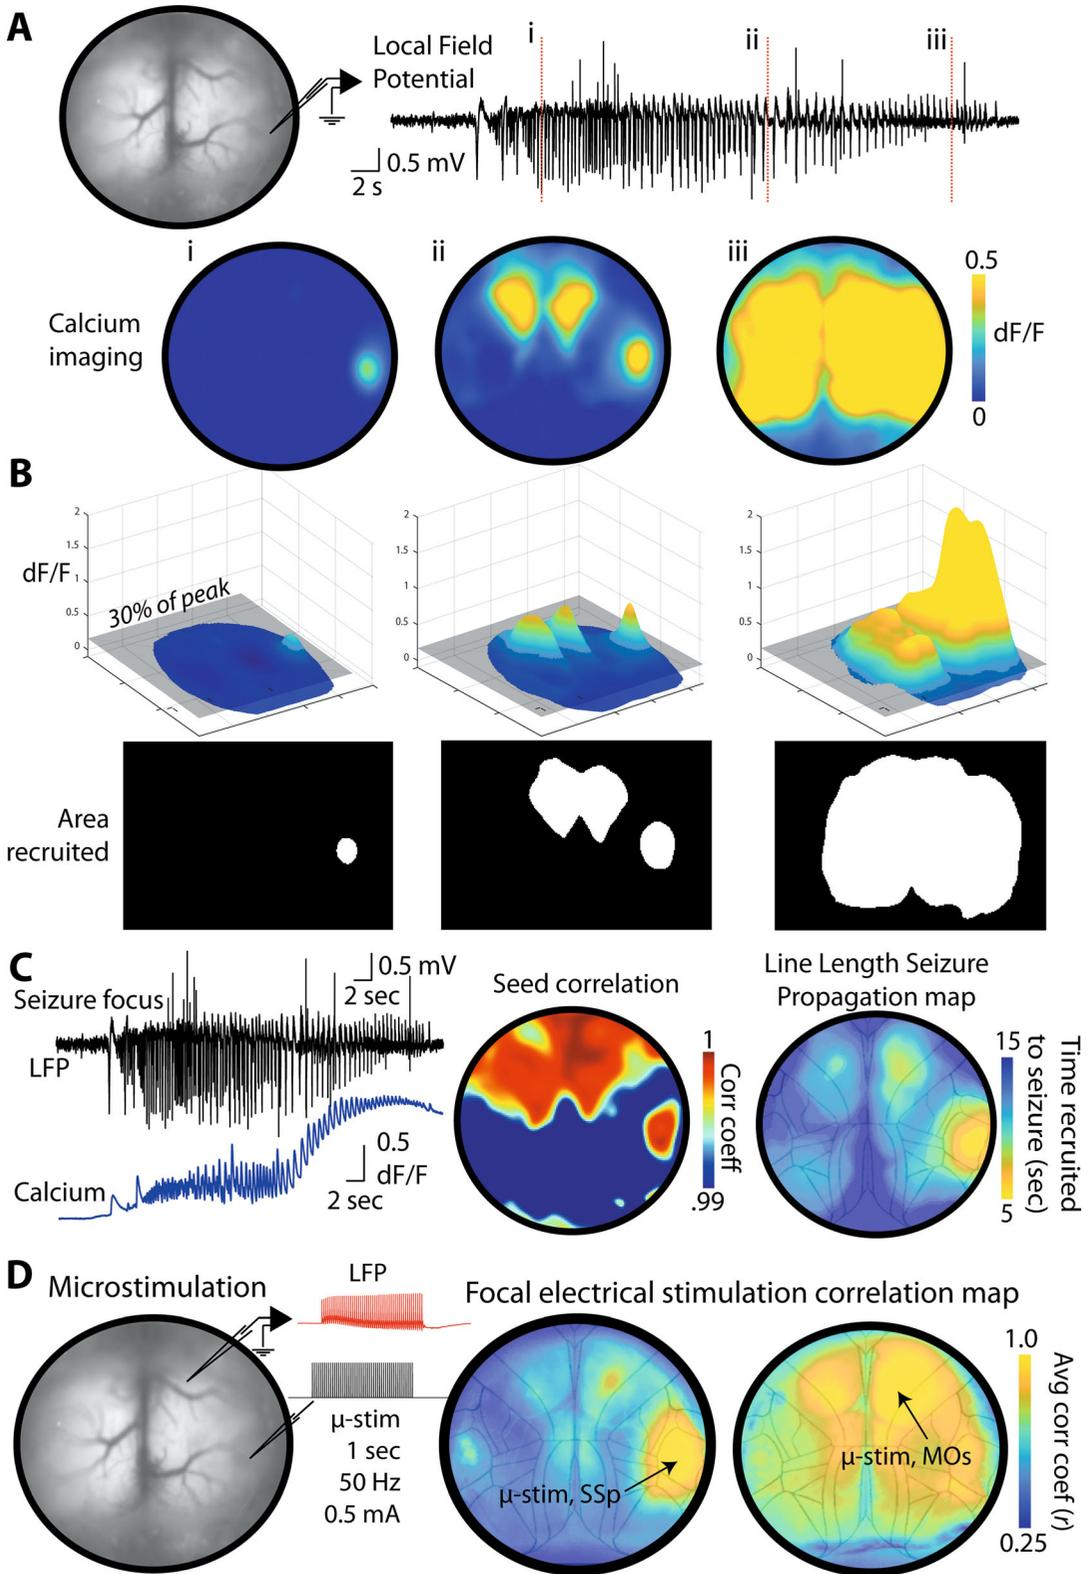 A
Local Field
Potential
i
ii
iii
0.5 mV
2 s
i
ii
iii
Calcium
imaging
0.5
dF/F
0
B
2
1.5
1
0.5
0
dF/F
30% of peak
2
1.5
1
0.5
0
2
1.5
1
0.5
0
Area
recruited
C
Seizure focus
LFP
0.5 mV
2 sec
Calcium
0.5
dF/F
2 sec
Seed correlation
1
Corr coeff
.99
Line Length Seizure
Propagation map
15
5
Time recruited
to seizure (sec)
D
Microstimulation
LFP
μ-stim
1 sec
50 Hz
0.5 mA
Focal electrical stimulation correlation map
μ-stim, SSp
μ-stim, MOs
1.0
Avg corr coef (r)
0.25